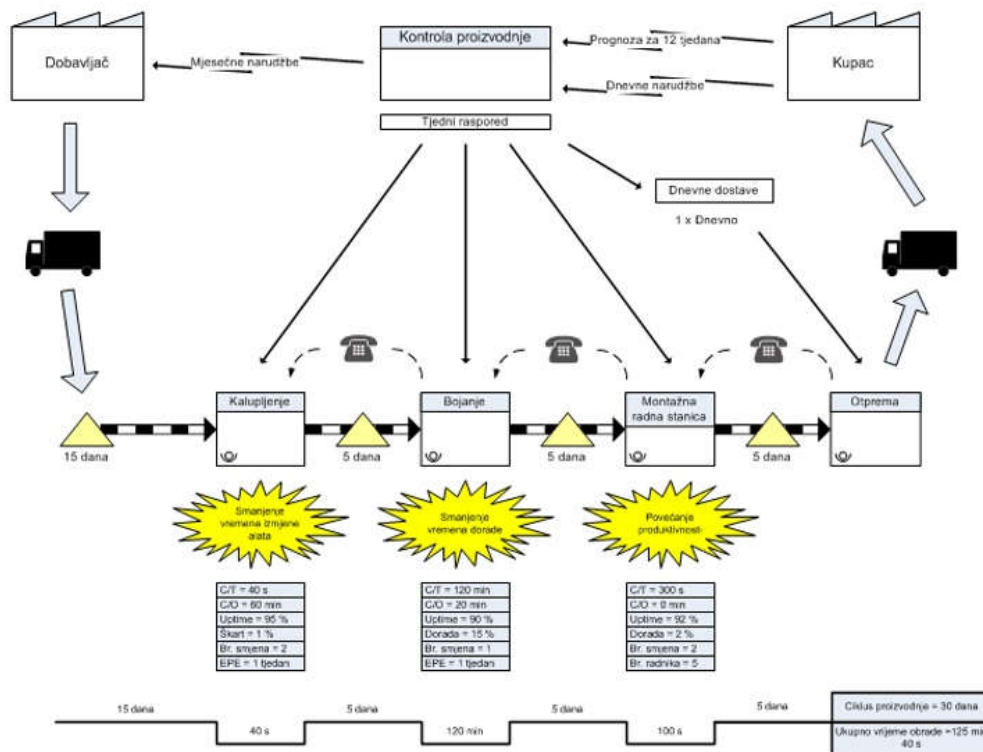 Dobavljač
Mjesečne narudžbe
Kontrola proizvodnje
Prognoza za 12 tjedana
Dnevne narudžbe
Kupac
Tjedni raspored
Dnevne dostave
1 x Dnevno
Kalupljenje
Bojanje
Montažna
radna stanica
Otprema
15 dana
5 dana
5 dana
5 dana
Smanjenje
vremena izmjene
alata
Smanjenje
vremena dorade
Povećanje
produktivnosti
C/T = 40 s
C/O = 60 min
Uptime = 95 %
Škart = 1 %
Br. smjena = 2
EPE = 1 tjedan
C/T = 120 min
C/O = 20 min
Uptime = 90 %
Dorada = 15 %
Br. smjena = 1
EPE = 1 tjedan
C/T = 300 s
C/O = 0 min
Uptime = 92 %
Dorada = 2 %
Br. smjena = 2
Br. radnika = 5
15 dana
5 dana
5 dana
5 dana
40 s
120 min
100 s
Ciklus proizvodnje = 30 dana
Ukupno vrijeme obrade =125 min
40 s